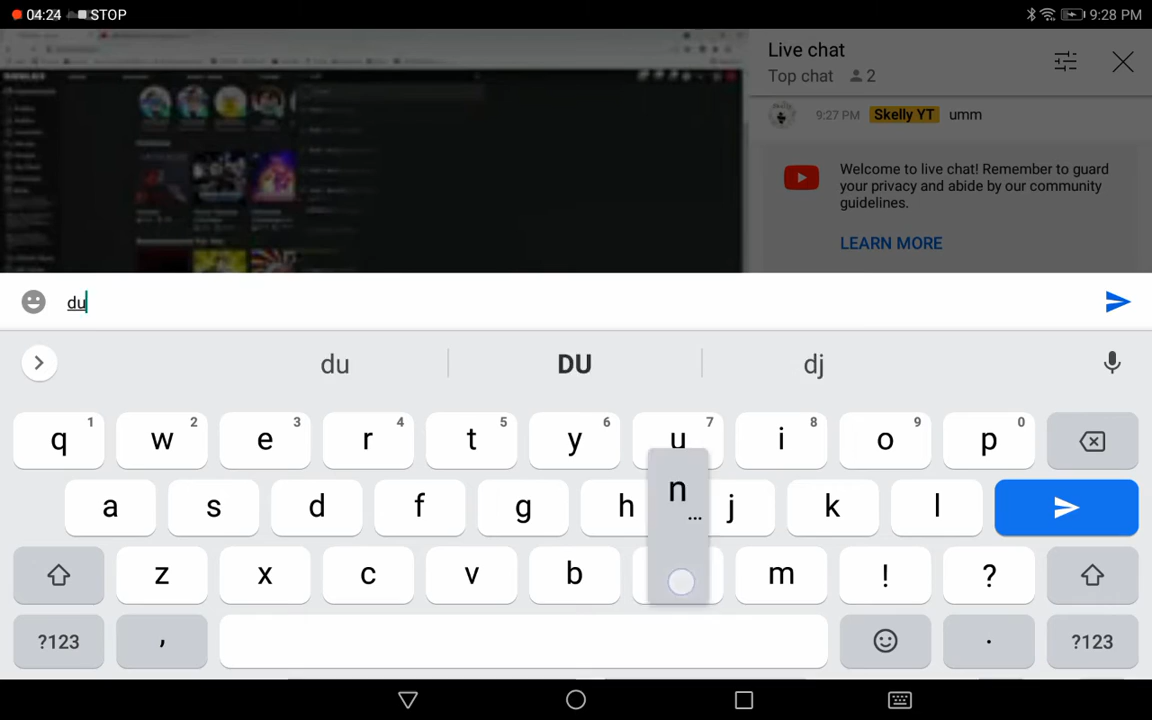 04:24 STOP
9:28 PM
Live chat
Top chat 2
9:27 PM Skelly YT umm
Welcome to live chat! Remember to guard
your privacy and abide by our community
guidelines.
LEARN MORE
du
du DU dj
q 1 w 2 e 3 r 4 t 5 y 6 u 7 i 8 o 9 p 0
a s d f g h j k l
n ...
z x c v b m ! ?
?123 , . ?123